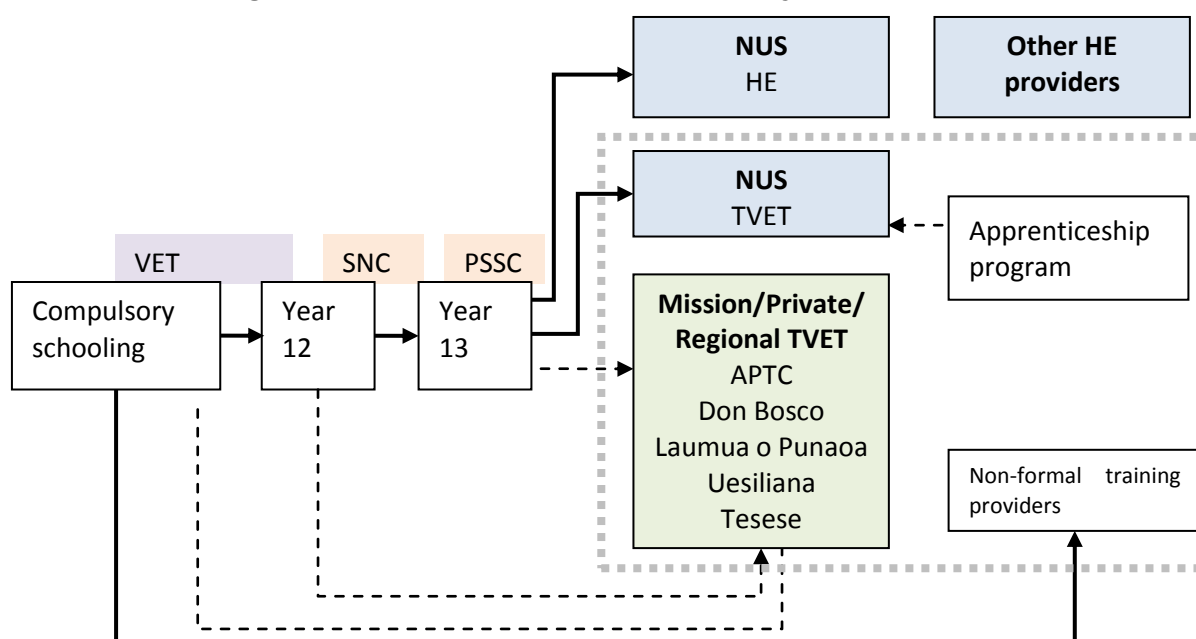 NUS
HE
Other HE
providers
NUS
TVET
Apprenticeship
program
VET
SNC
PSSC
Compulsory
schooling
Year
12
Year
13
Mission/Private/
Regional TVET
APTC
Don Bosco
Laumua o Punaoa
Uesiliana
Tesese
Non-formal training
providers